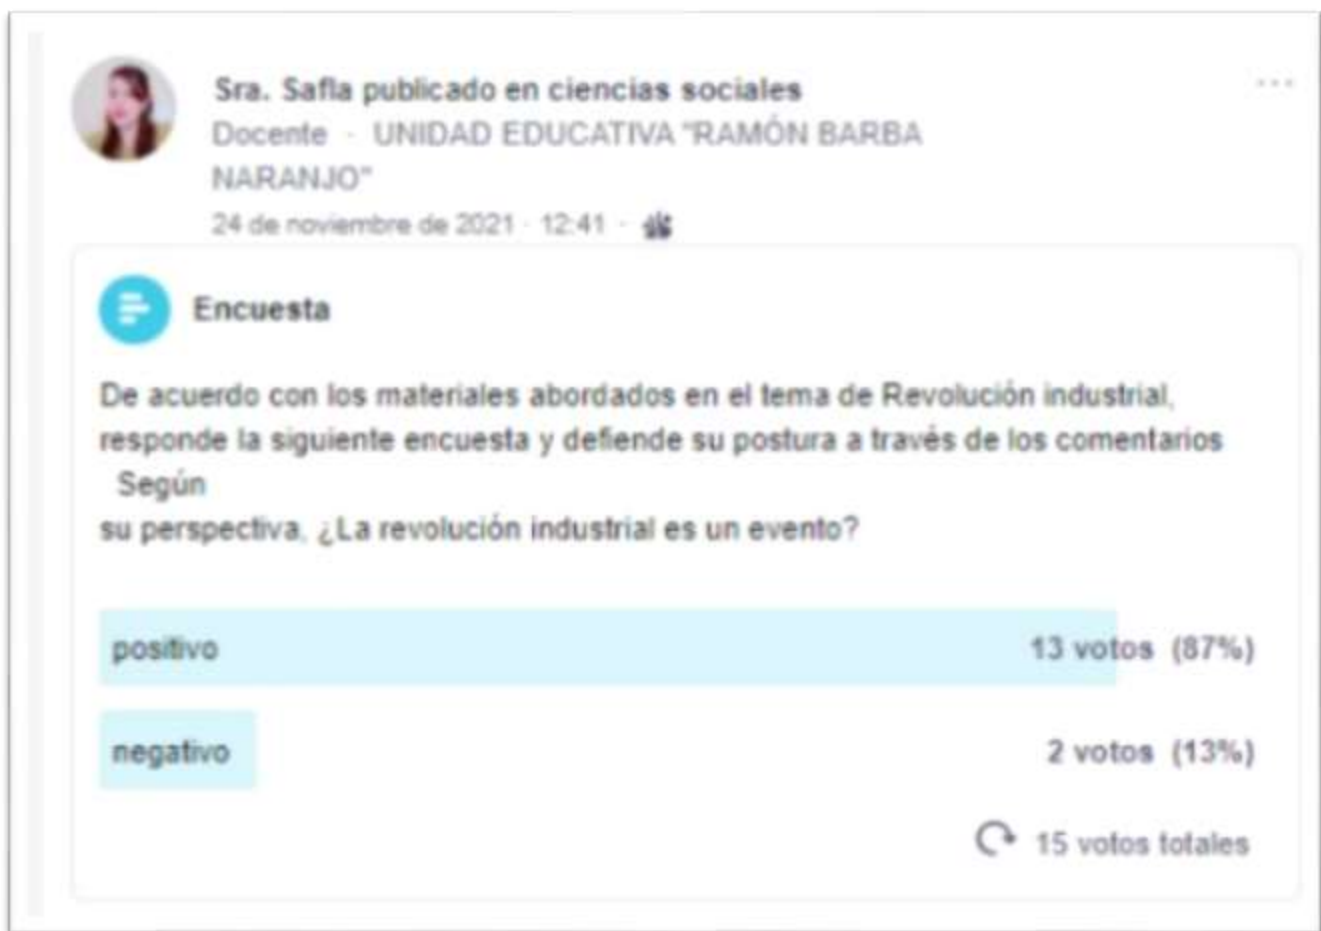 Sra. Safla publicado en ciencias sociales
Docente · UNIDAD EDUCATIVA "RAMÓN BARBA
NARANJO"
24 de noviembre de 2021 · 12:41 ·
Encuesta
De acuerdo con los materiales abordados en el tema de Revolución industrial,
responde la siguiente encuesta y defiende su postura a través de los comentarios
Según
su perspectiva, ¿La revolución industrial es un evento?
positivo 13 votos (87%)
negativo 2 votos (13%)
15 votos totales